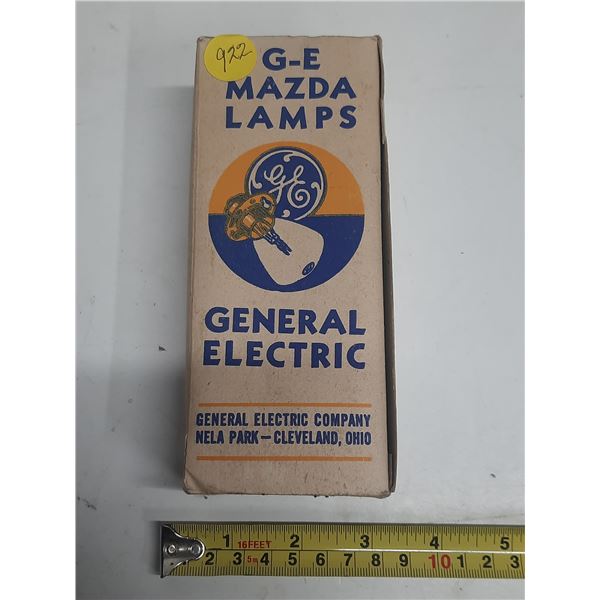 922
G-E
MAZDA
LAMPS
GE
GENERAL
ELECTRIC
GENERAL ELECTRIC COMPANY
NELA PARK — CLEVELAND, OHIO
1 16FEET 2 3 4 5
2 3 5m 4 5 6 7 8 9 10 1 2 3